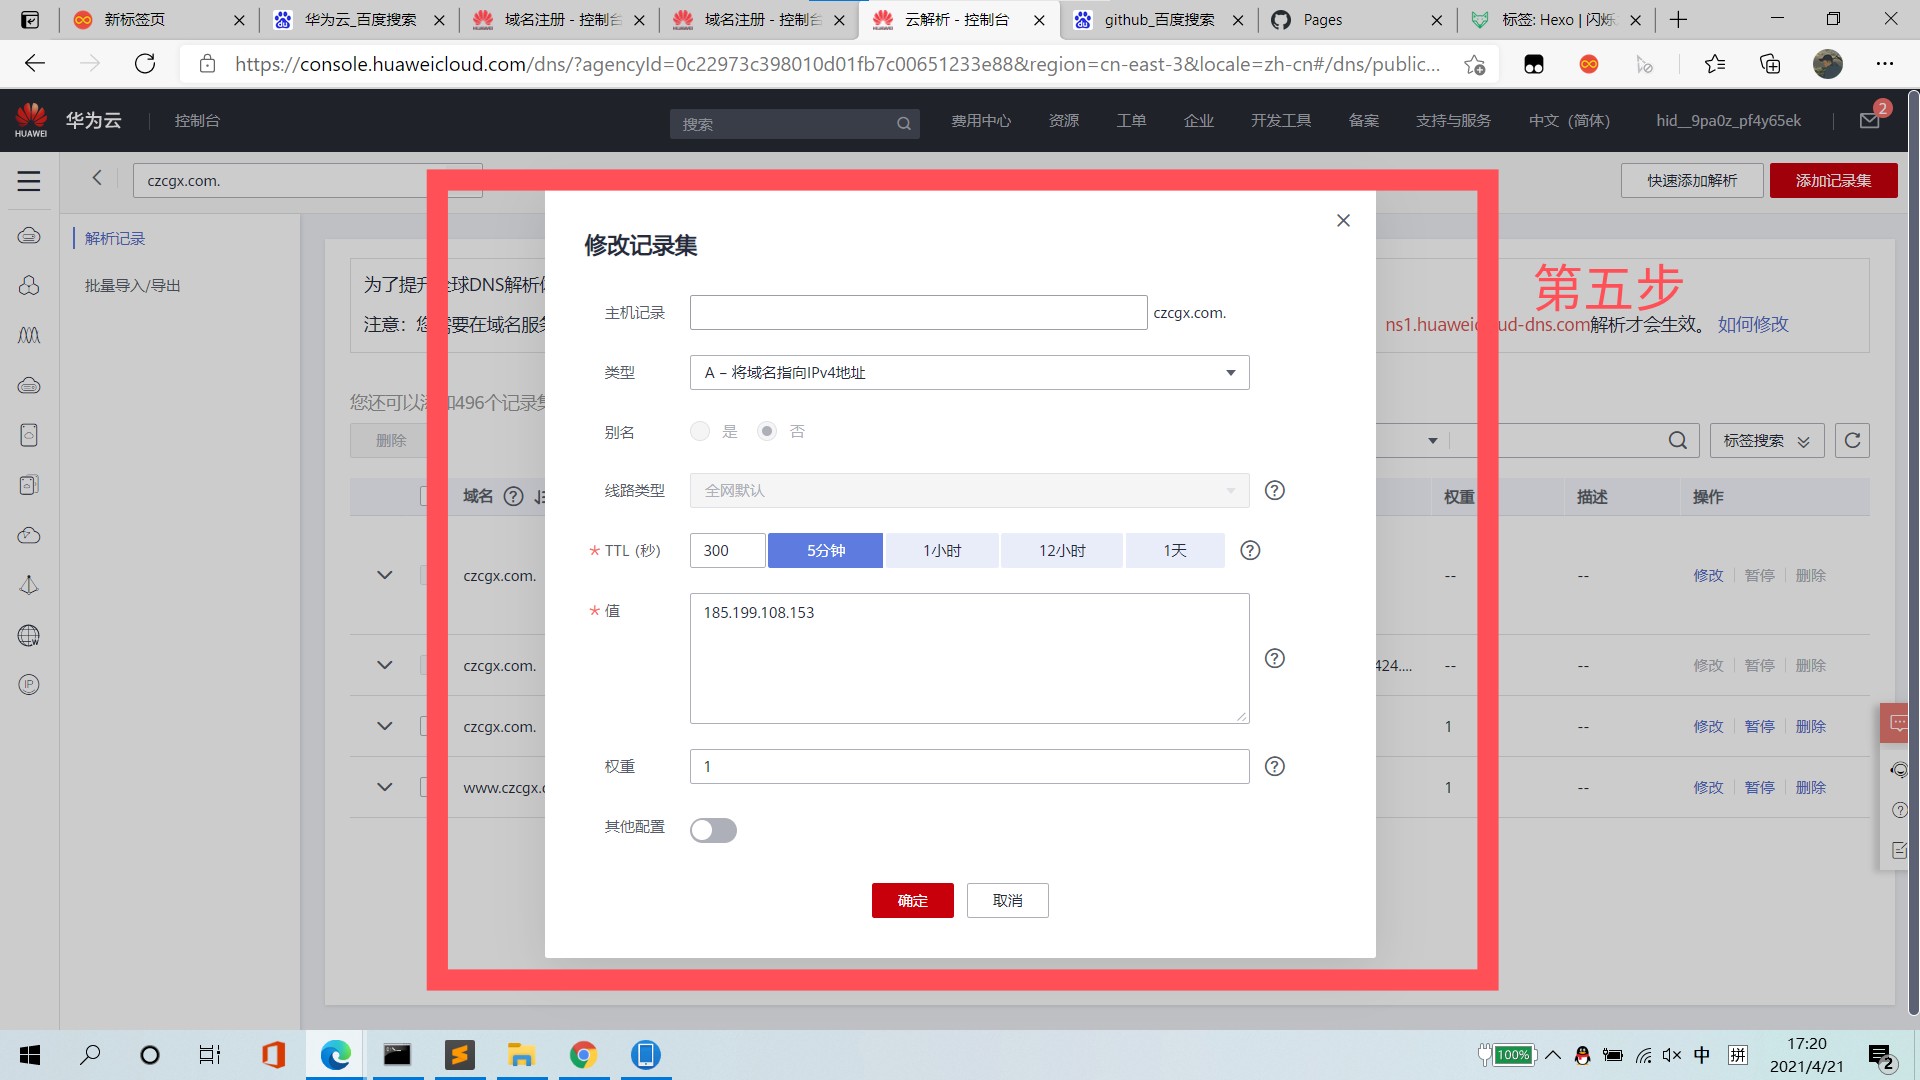 新标签页
华为云_百度搜索
域名注册 - 控制台
域名注册 - 控制台
云解析 - 控制台
github_百度搜索
Pages
标签: Hexo | 闪烁
https://console.huaweicloud.com/dns/?agencyId=0c22973c398010d01fb7c00651233e88&region=cn-east-3&locale=zh-cn#/dns/public...
HUAWEI
华为云
控制台
搜索
费用中心
资源
工单
企业
开发工具
备案
支持与服务
中文（简体）
hid__9pa0z_pf4y65ek
2
czcgx.com.
快速添加解析
添加记录集
解析记录
批量导入/导出
第五步
为了提升全球DNS解析
注意：您需要在域名服务
ns1.huaweicloud-dns.com解析才会生效。 如何修改
您还可以添加496个记录集
删除
标签搜索
域名
权重
描述
操作
czcgx.com.
--
--
修改
暂停
删除
czcgx.com.
424....
--
--
修改
暂停
删除
czcgx.com.
1
--
修改
暂停
删除
www.czcgx.c
1
--
修改
暂停
删除
修改记录集
主机记录
czcgx.com.
类型
A – 将域名指向IPv4地址
别名
是
否
线路类型
全网默认
* TTL (秒)
300
5分钟
1小时
12小时
1天
* 值
185.199.108.153
权重
1
其他配置
确定
取消
IP
100%
中
拼
17:20
2021/4/21
2